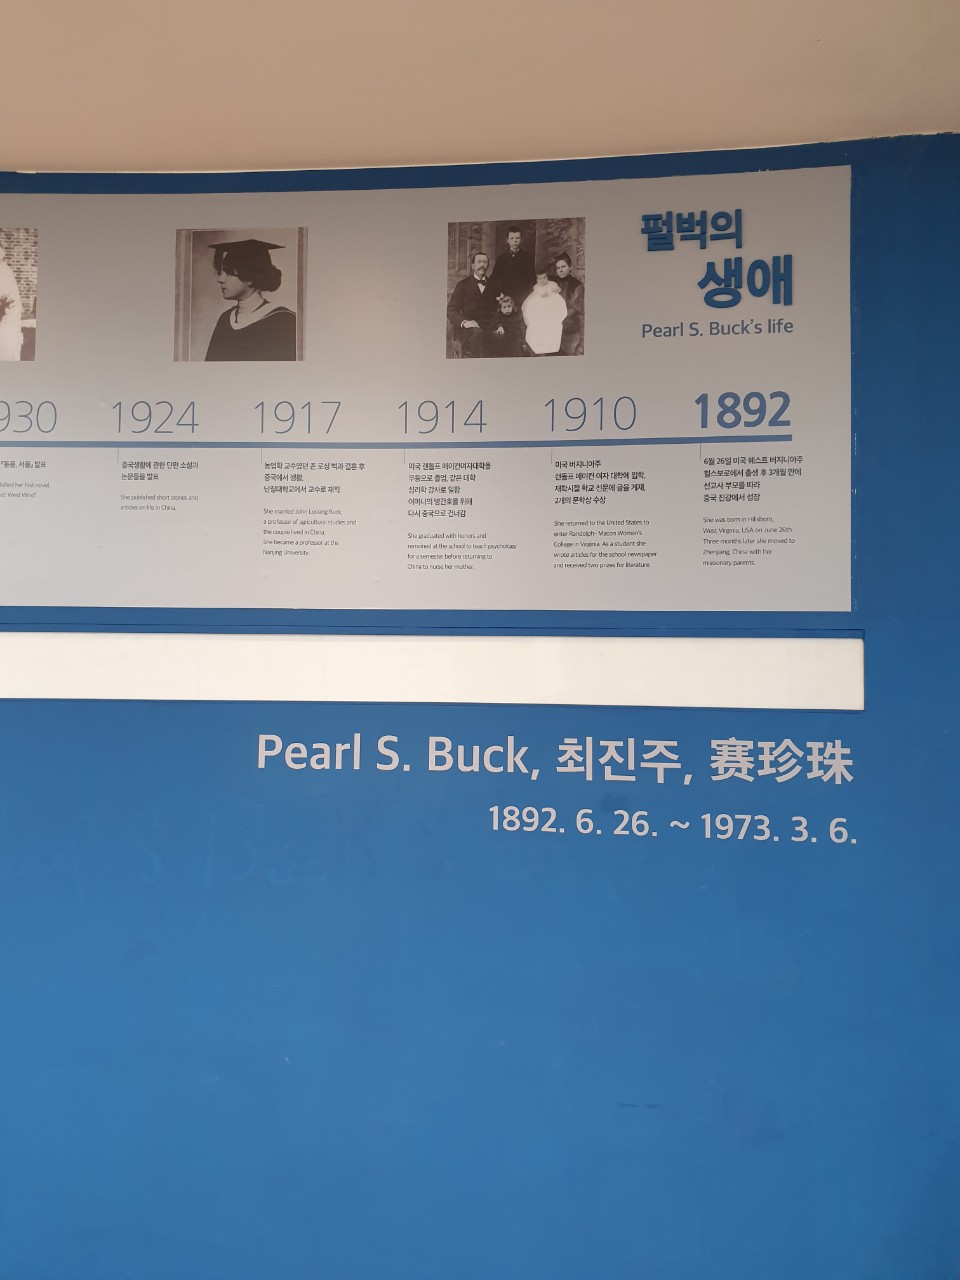 펄벅의
생애
Pearl S. Buck's life
1892
6월 26일 미국 웨스트 버지니아주
힐스보로에서 출생 후 3개월 만에
선교사 부모를 따라
중국 진강에서 성장
She was born in Hillsboro,
West Virginia, USA on June 26th
Three months later she moved to
Zhenjiang, China with her
missionary parents.
1910
미국 버지니아주
랜돌프 메이컨 여자 대학에 입학,
재학시절 학교 신문에 글을 게재,
2개의 문학상 수상
She returned to the United States to
enter Randolph- Macon Women's
College in Virginia. As a student she
wrote articles for the school newspaper
and received two prizes for literature.
1914
미국 랜돌프 메이컨여자대학을
우등으로 졸업, 같은 대학
심리학 강사로 일함
어머니의 병간호를 위해
다시 중국으로 건너감
She graduated with honors and
remained at the school to teach psychology
for a semester before returning to
China to nurse her mother.
1917
농업학 교수였던 존 로싱 벅과 결혼 후
중국에서 생활,
난징대학교에서 교수로 재직
She married John Lossing Buck,
a professor of agricultural studies and
the couple lived in China.
She became a professor at the
Nanjing University.
1924
중국생활에 관한 단편 소설과
논문들을 발표
She published short stories and
articles on life in China.
930
『동풍, 서풍』 발표
her first novel,
West Wind".
Pearl S. Buck, 최진주, 赛珍珠
1892. 6. 26. ~ 1973. 3. 6.